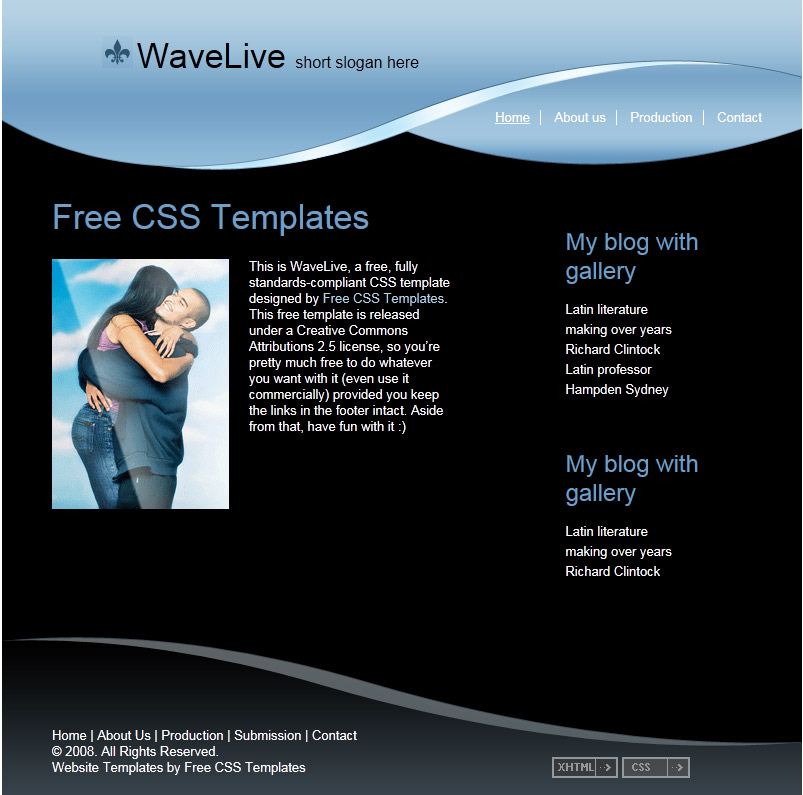 WaveLive short slogan here
Home
About us
Production
Contact
Free CSS Templates
This is WaveLive, a free, fully
standards-compliant CSS template
designed by Free CSS Templates.
This free template is released
under a Creative Commons
Attributions 2.5 license, so you're
pretty much free to do whatever
you want with it (even use it
commercially) provided you keep
the links in the footer intact. Aside
from that, have fun with it :)
My blog with
gallery
Latin literature
making over years
Richard Clintock
Latin professor
Hampden Sydney
My blog with
gallery
Latin literature
making over years
Richard Clintock
Home | About Us | Production | Submission | Contact
© 2008. All Rights Reserved.
Website Templates by Free CSS Templates
XHTML
CSS